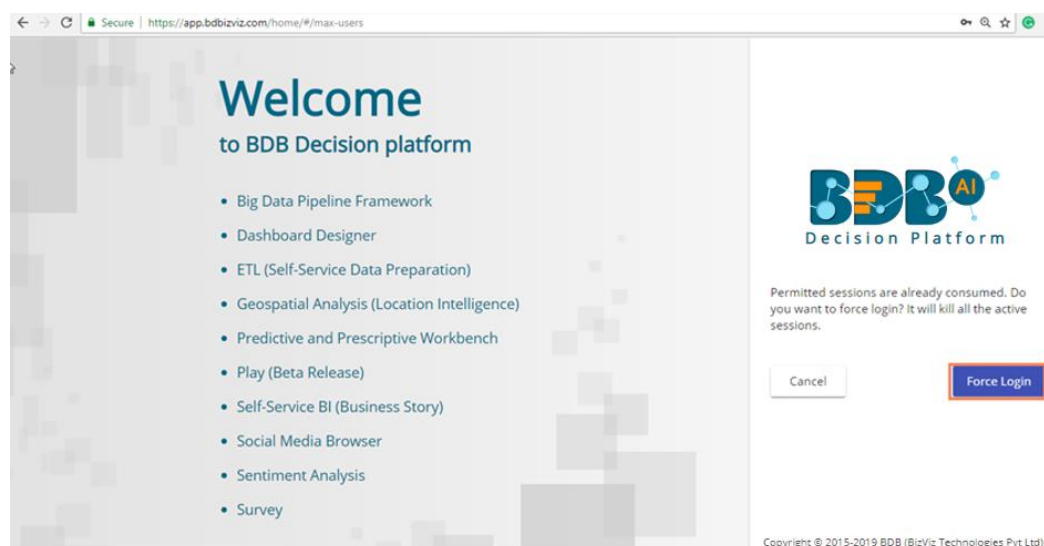 Secure | https://app.bdbizviz.com/home/#/max-users
Welcome
to BDB Decision platform
• Big Data Pipeline Framework
• Dashboard Designer
• ETL (Self-Service Data Preparation)
• Geospatial Analysis (Location Intelligence)
• Predictive and Prescriptive Workbench
• Play (Beta Release)
• Self-Service BI (Business Story)
• Social Media Browser
• Sentiment Analysis
• Survey
BDB AI
Decision Platform
Permitted sessions are already consumed. Do
you want to force login? It will kill all the active
sessions.
Cancel
Force Login
Copyright © 2015-2019 BDB (BizViz Technologies Pvt Ltd)